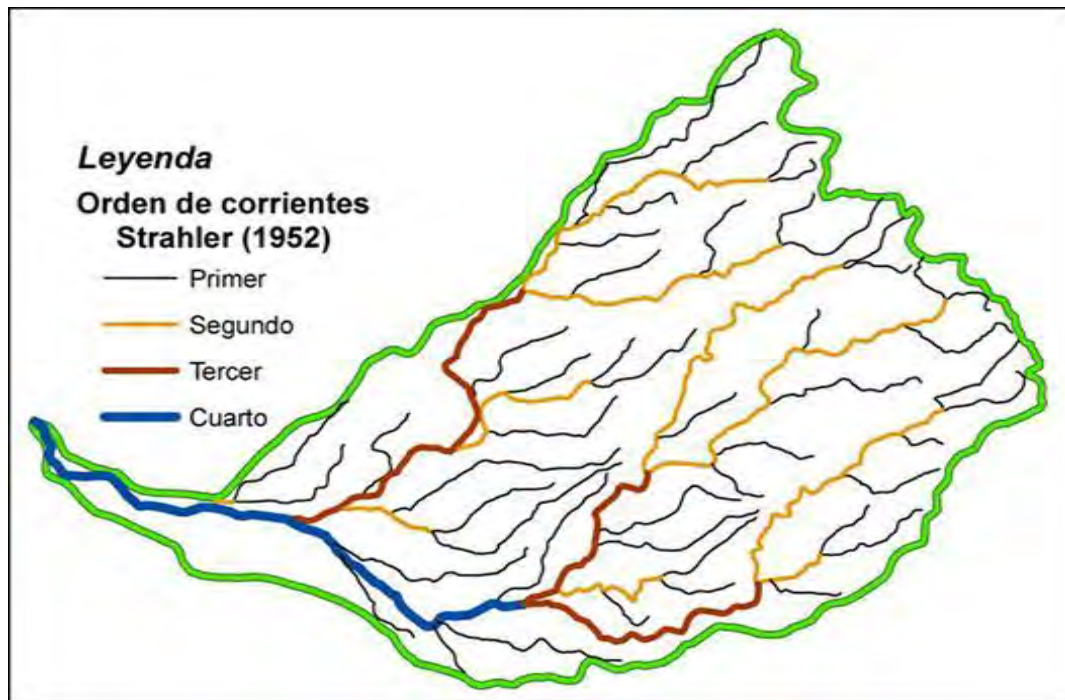 Leyenda
Orden de corrientes
Strahler (1952)
Primer
Segundo
Tercer
Cuarto